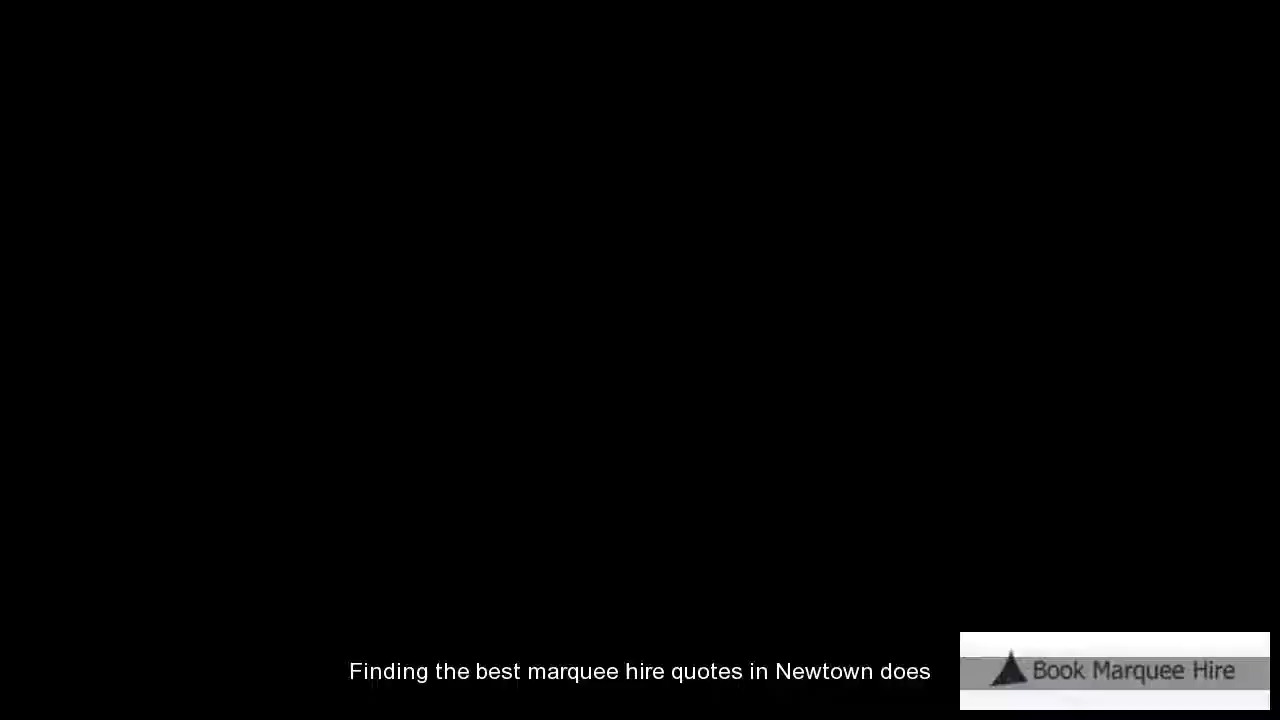 Finding the best marquee hire quotes in Newtown does
Book Marquee Hire